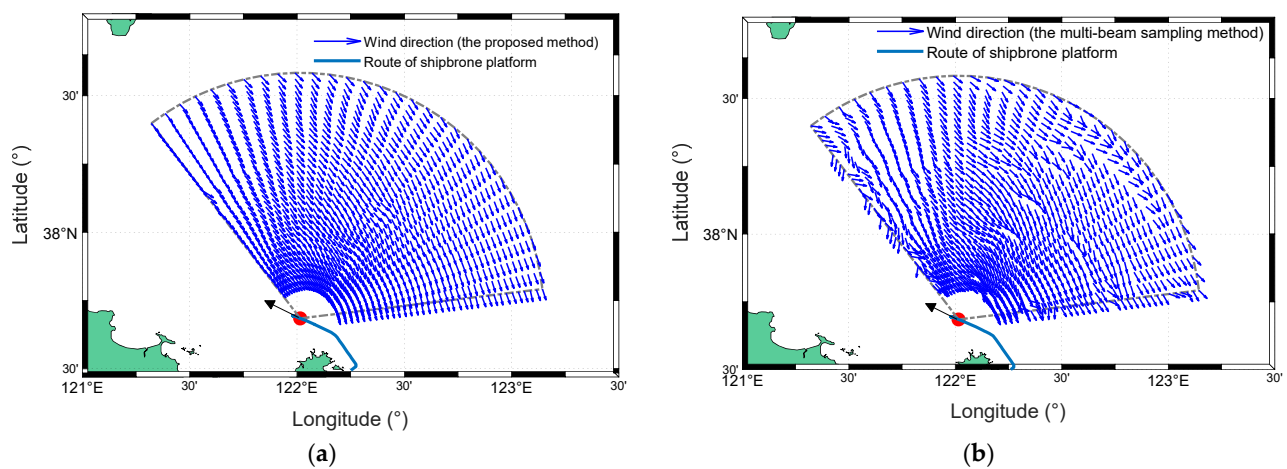 Wind direction (the proposed method)
Route of shipbrone platform
30'
38°N
30'
121°E
30'
122°E
30'
123°E
30'
Latitude (°)
Longitude (°)
(a)
Wind direction (the multi-beam sampling method)
Route of shipbrone platform
30'
38°N
30'
121°E
30'
122°E
30'
123°E
30'
Latitude (°)
Longitude (°)
(b)